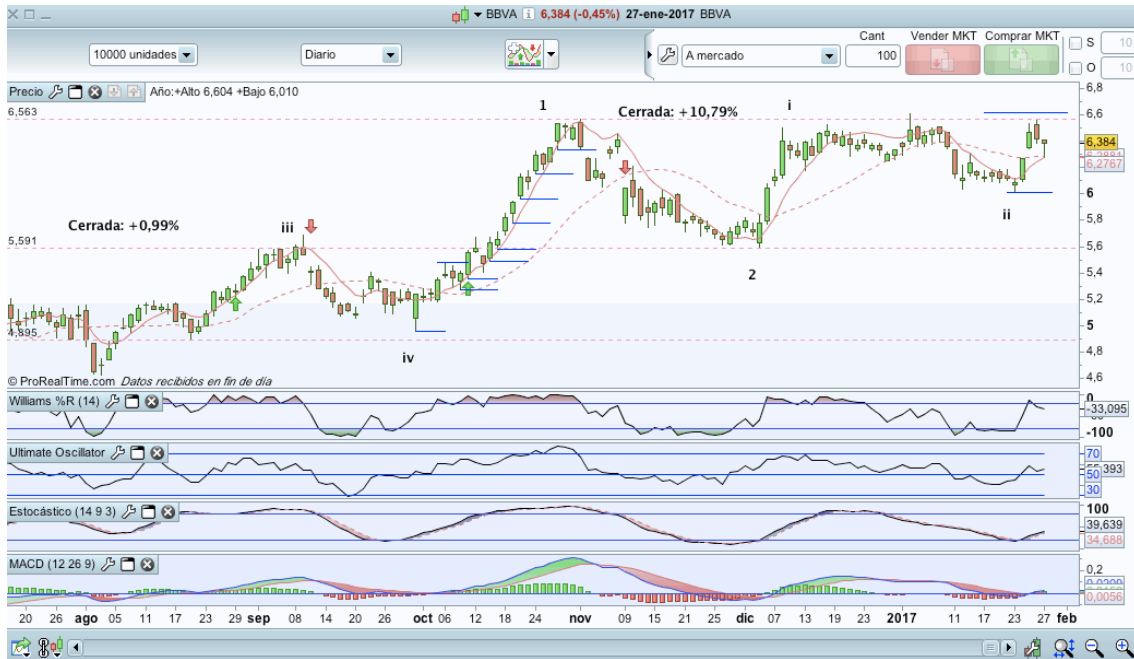 BBVA 6,384 (-0,45%) 27-ene-2017 BBVA
10000 unidades Diario A mercado Cant 100 Vender MKT Comprar MKT S 10 O 10
Precio Año:+Alto 6,604 +Bajo 6,010
6,563
1
Cerrada: +10,79%
i
6,8
6,6
6,384
6,2767
6
5,8
5,6
5,4
5,2
5
4,8
4,6
Cerrada: +0,99%
iii
ii
5,591
2
4,895
iv
© ProRealTime.com Datos recibidos en fin de día
Williams %R (14)
0
-33,095
-100
Ultimate Oscillator
70
50
30
Estocástico (14 9 3)
100
39,639
34,688
MACD (12 26 9)
0,2
0,0056
20 26 ago 05 11 17 23 29 sep 08 14 20 26 oct 06 12 18 24 nov 09 15 21 25 dic 07 13 19 23 2017 11 17 23 27 feb